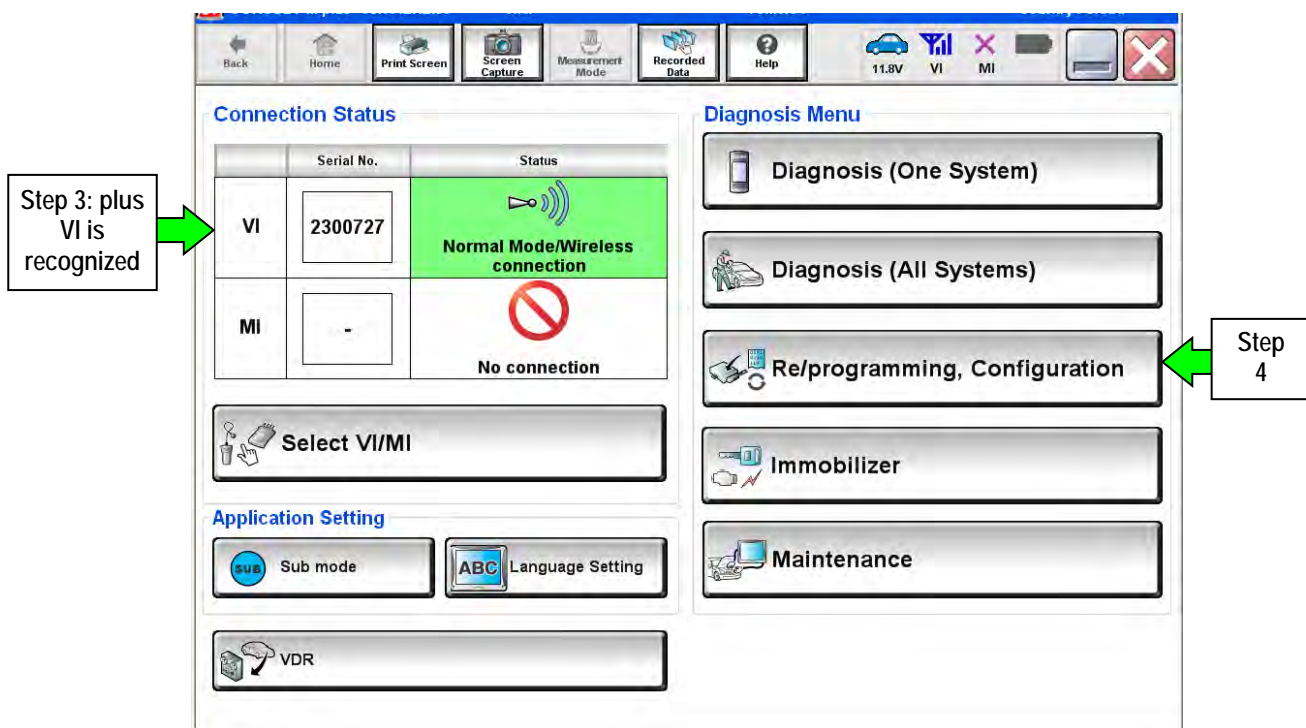 Back
Home
Print Screen
Screen
Capture
Measurement
Mode
Recorded
Data
Help
11.8V
VI
MI
Connection Status
Serial No.
Status
VI
2300727
Normal Mode/Wireless
connection
MI
-
No connection
Select VI/MI
Application Setting
SUB
Sub mode
ABC
Language Setting
VDR
Diagnosis Menu
Diagnosis (One System)
Diagnosis (All Systems)
Re/programming, Configuration
Immobilizer
Maintenance
Step 3: plus
VI is
recognized
Step
4